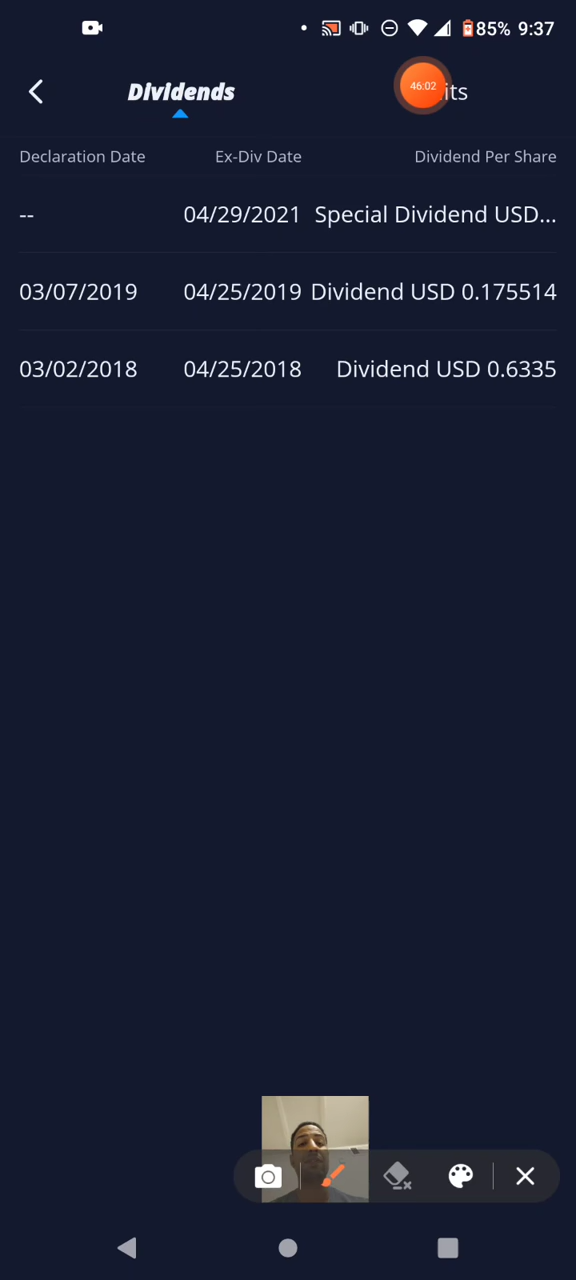 85% 9:37
Dividends
46:02
its
Declaration Date Ex-Div Date Dividend Per Share
-- 04/29/2021 Special Dividend USD...
03/07/2019 04/25/2019 Dividend USD 0.175514
03/02/2018 04/25/2018 Dividend USD 0.6335